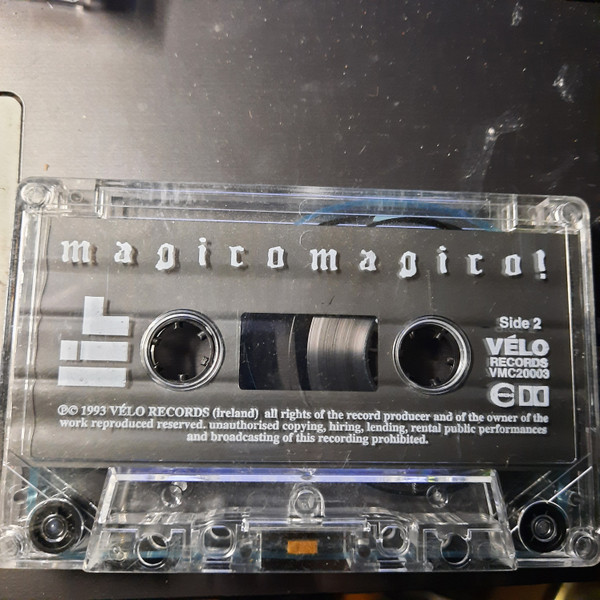 magicomagico!
LiR
Side 2
VÉLO
RECORDS
VMC20003
℗© 1993 VÉLO RECORDS (Ireland) all rights of the record producer and of the owner of the
work reproduced reserved. unauthorised copying, hiring, lending, rental public performances
and broadcasting of this recording prohibited.